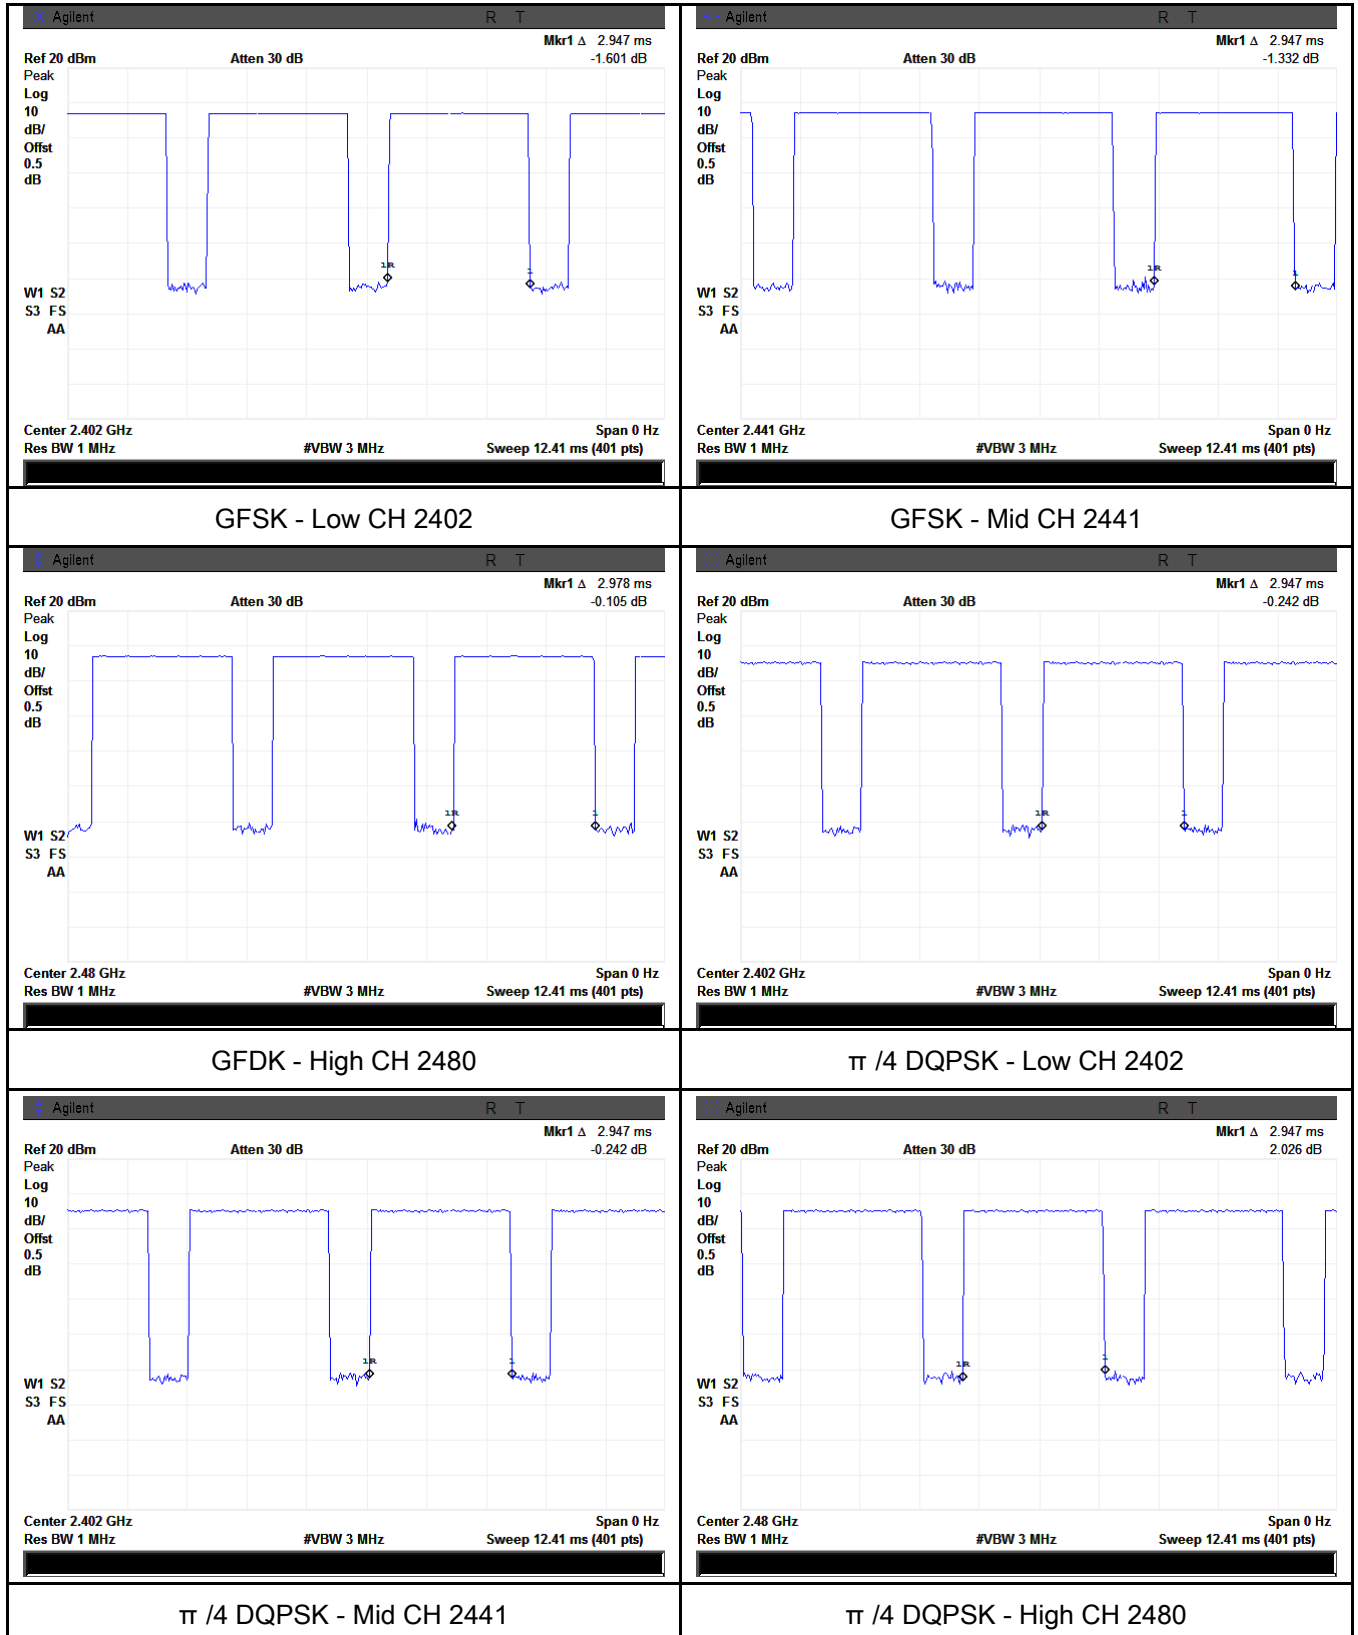 Agilent R T
Mkr1 Δ 2.947 ms
Ref 20 dBm Atten 30 dB -1.601 dB
Peak
Log
10
dB/
Offst
0.5
dB
1R
1
W1 S2
S3 FS
AA
Center 2.402 GHz Span 0 Hz
Res BW 1 MHz #VBW 3 MHz Sweep 12.41 ms (401 pts)
GFSK - Low CH 2402
Agilent R T
Mkr1 Δ 2.947 ms
Ref 20 dBm Atten 30 dB -1.332 dB
Peak
Log
10
dB/
Offst
0.5
dB
1R
1
W1 S2
S3 FS
AA
Center 2.441 GHz Span 0 Hz
Res BW 1 MHz #VBW 3 MHz Sweep 12.41 ms (401 pts)
GFSK - Mid CH 2441
Agilent R T
Mkr1 Δ 2.978 ms
Ref 20 dBm Atten 30 dB -0.105 dB
Peak
Log
10
dB/
Offst
0.5
dB
1R
1
W1 S2
S3 FS
AA
Center 2.48 GHz Span 0 Hz
Res BW 1 MHz #VBW 3 MHz Sweep 12.41 ms (401 pts)
GFDK - High CH 2480
Agilent R T
Mkr1 Δ 2.947 ms
Ref 20 dBm Atten 30 dB -0.242 dB
Peak
Log
10
dB/
Offst
0.5
dB
1R
1
W1 S2
S3 FS
AA
Center 2.402 GHz Span 0 Hz
Res BW 1 MHz #VBW 3 MHz Sweep 12.41 ms (401 pts)
π /4 DQPSK - Low CH 2402
Agilent R T
Mkr1 Δ 2.947 ms
Ref 20 dBm Atten 30 dB -0.242 dB
Peak
Log
10
dB/
Offst
0.5
dB
1R
1
W1 S2
S3 FS
AA
Center 2.402 GHz Span 0 Hz
Res BW 1 MHz #VBW 3 MHz Sweep 12.41 ms (401 pts)
π /4 DQPSK - Mid CH 2441
Agilent R T
Mkr1 Δ 2.947 ms
Ref 20 dBm Atten 30 dB 2.026 dB
Peak
Log
10
dB/
Offst
0.5
dB
1R
1
W1 S2
S3 FS
AA
Center 2.48 GHz Span 0 Hz
Res BW 1 MHz #VBW 3 MHz Sweep 12.41 ms (401 pts)
π /4 DQPSK - High CH 2480